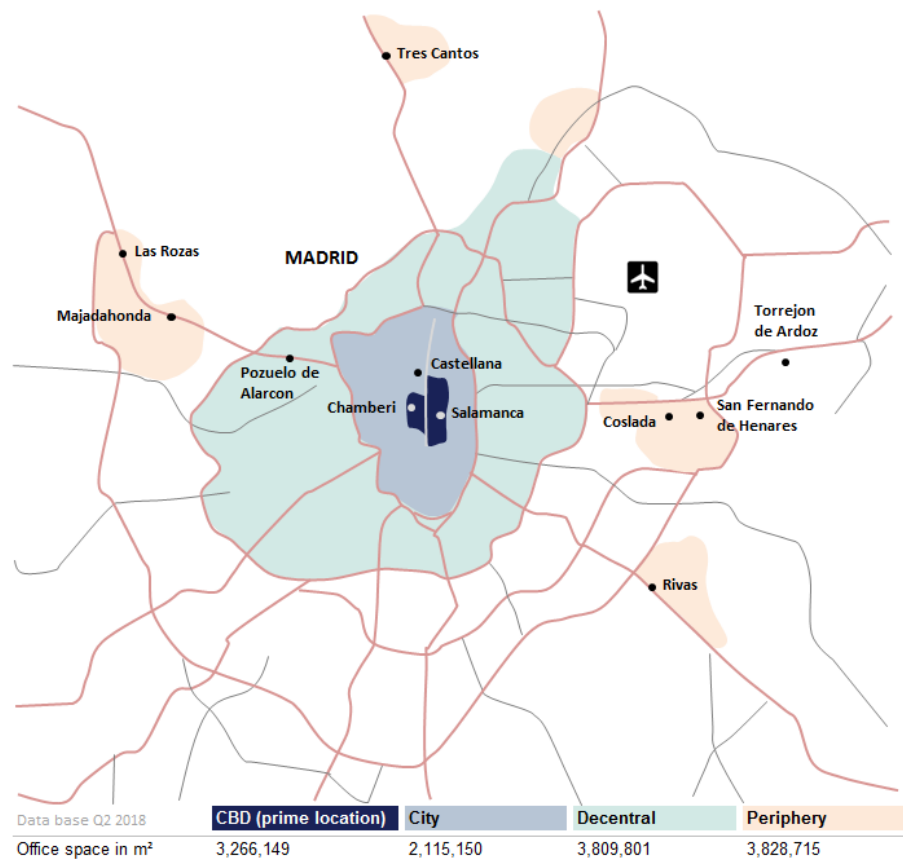 Tres Cantos
Las Rozas
MADRID
Majadahonda
Torrejon
de Ardoz
Pozuelo de
Alarcon
Castellana
Chamberi
Salamanca
Coslada
San Fernando
de Henares
Rivas
Data base Q2 2018 CBD (prime location) City Decentral Periphery
Office space in m² 3,266,149 2,115,150 3,809,801 3,828,715